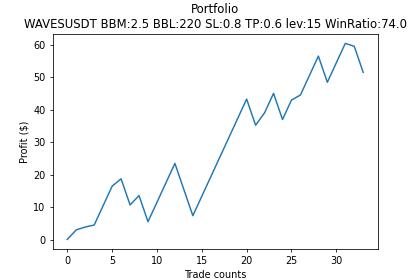 Portfolio
WAVESUSDT BBM:2.5 BBL:220 SL:0.8 TP:0.6 lev:15 WinRatio:74.0
60
50
40
30
20
10
0
Profit ($)
0 5 10 15 20 25 30
Trade counts